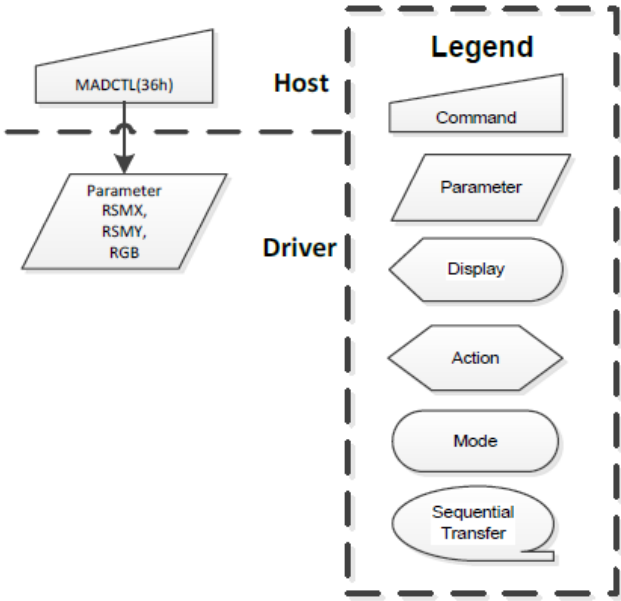 MADCTL(36h)
Host
Parameter
RSMX,
RSMY,
RGB
Driver
Legend
Command
Parameter
Display
Action
Mode
Sequential
Transfer